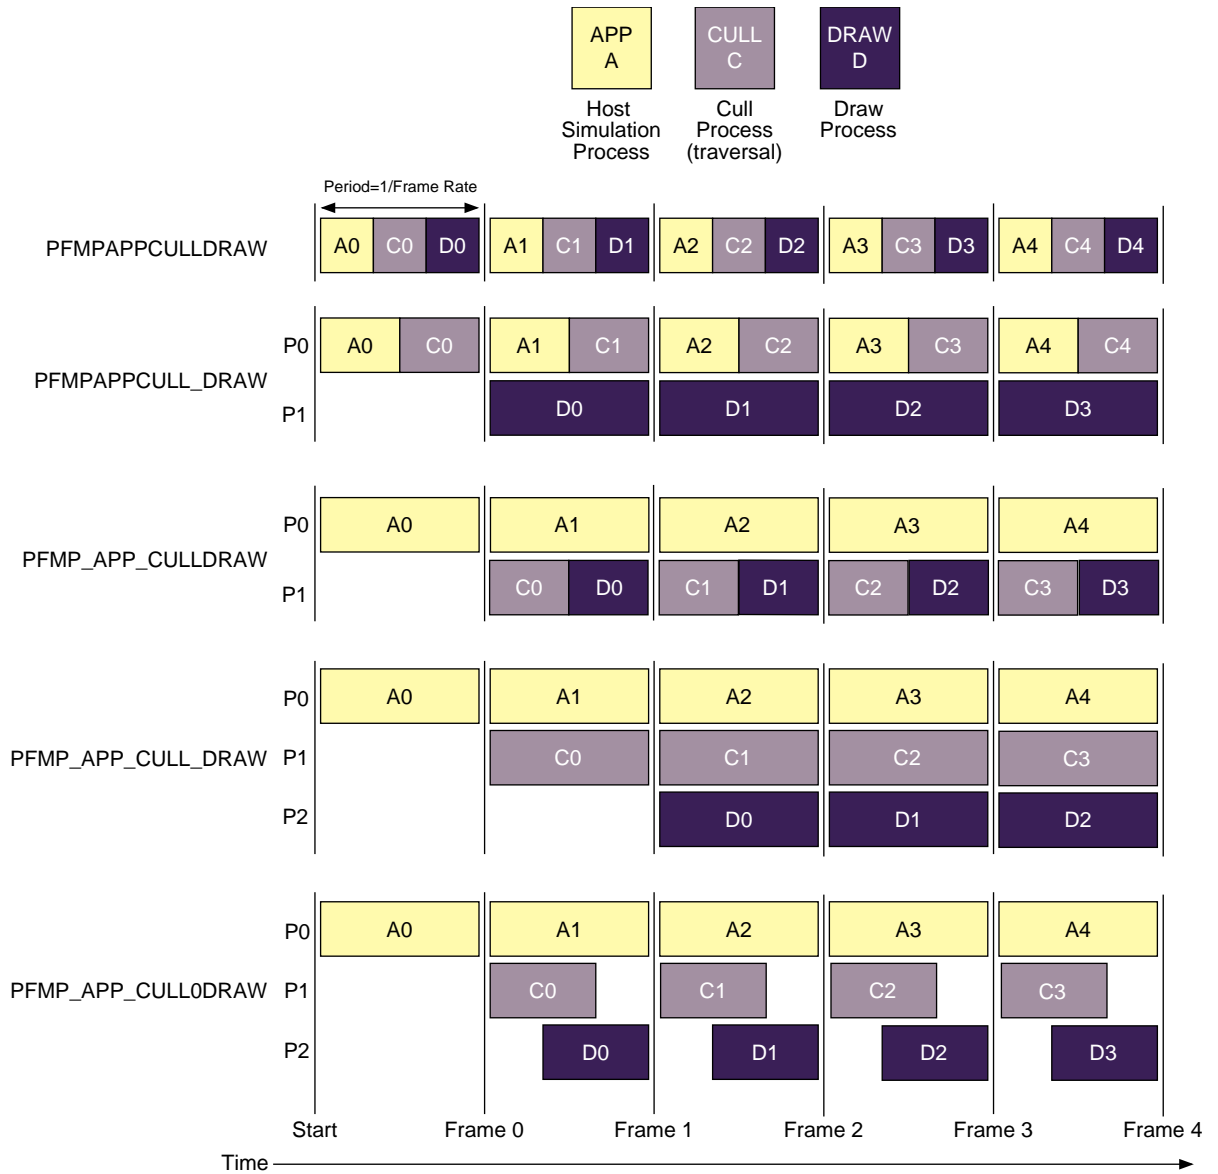 APP
A
CULL
C
DRAW
D
Host
Simulation
Process
Cull
Process
(traversal)
Draw
Process
Period=1/Frame Rate
PFMPAPPCULLDRAW
A0 C0 D0 A1 C1 D1 A2 C2 D2 A3 C3 D3 A4 C4 D4
PFMPAPPCULL_DRAW
P0 A0 C0 A1 C1 A2 C2 A3 C3 A4 C4
P1 D0 D1 D2 D3
PFMP_APP_CULLDRAW
P0 A0 A1 A2 A3 A4
P1 C0 D0 C1 D1 C2 D2 C3 D3
PFMP_APP_CULL_DRAW
P0 A0 A1 A2 A3 A4
P1 C0 C1 C2 C3
P2 D0 D1 D2
PFMP_APP_CULL0DRAW
P0 A0 A1 A2 A3 A4
P1 C0 C1 C2 C3
P2 D0 D1 D2 D3
Start Frame 0 Frame 1 Frame 2 Frame 3 Frame 4
Time